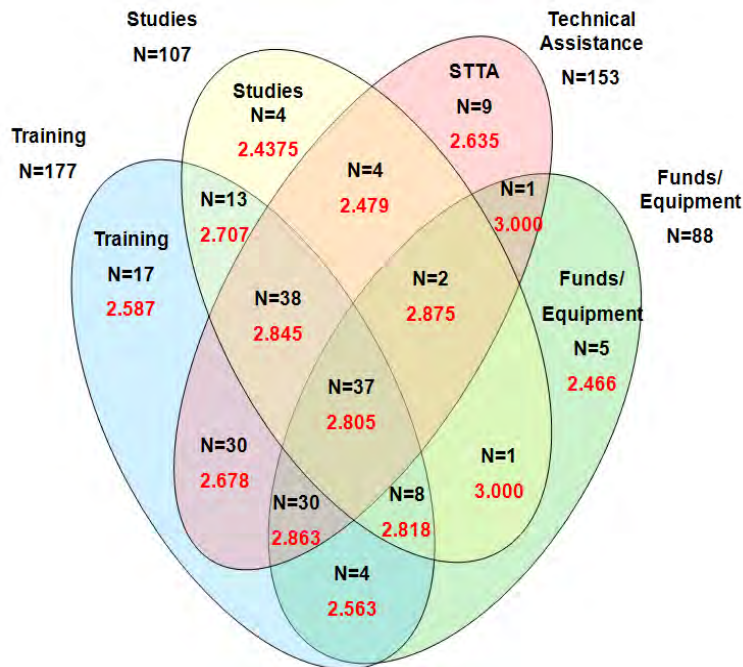 Studies
N=107
Technical
Assistance
N=153
Training
N=177
Funds/
Equipment
N=88
Studies
N=4
2.4375
STTA
N=9
2.635
N=4
2.479
N=1
3.000
N=13
2.707
Training
N=17
2.587
N=38
2.845
N=2
2.875
Funds/
Equipment
N=5
2.466
N=37
2.805
N=30
2.678
N=30
2.863
N=8
2.818
N=1
3.000
N=4
2.563